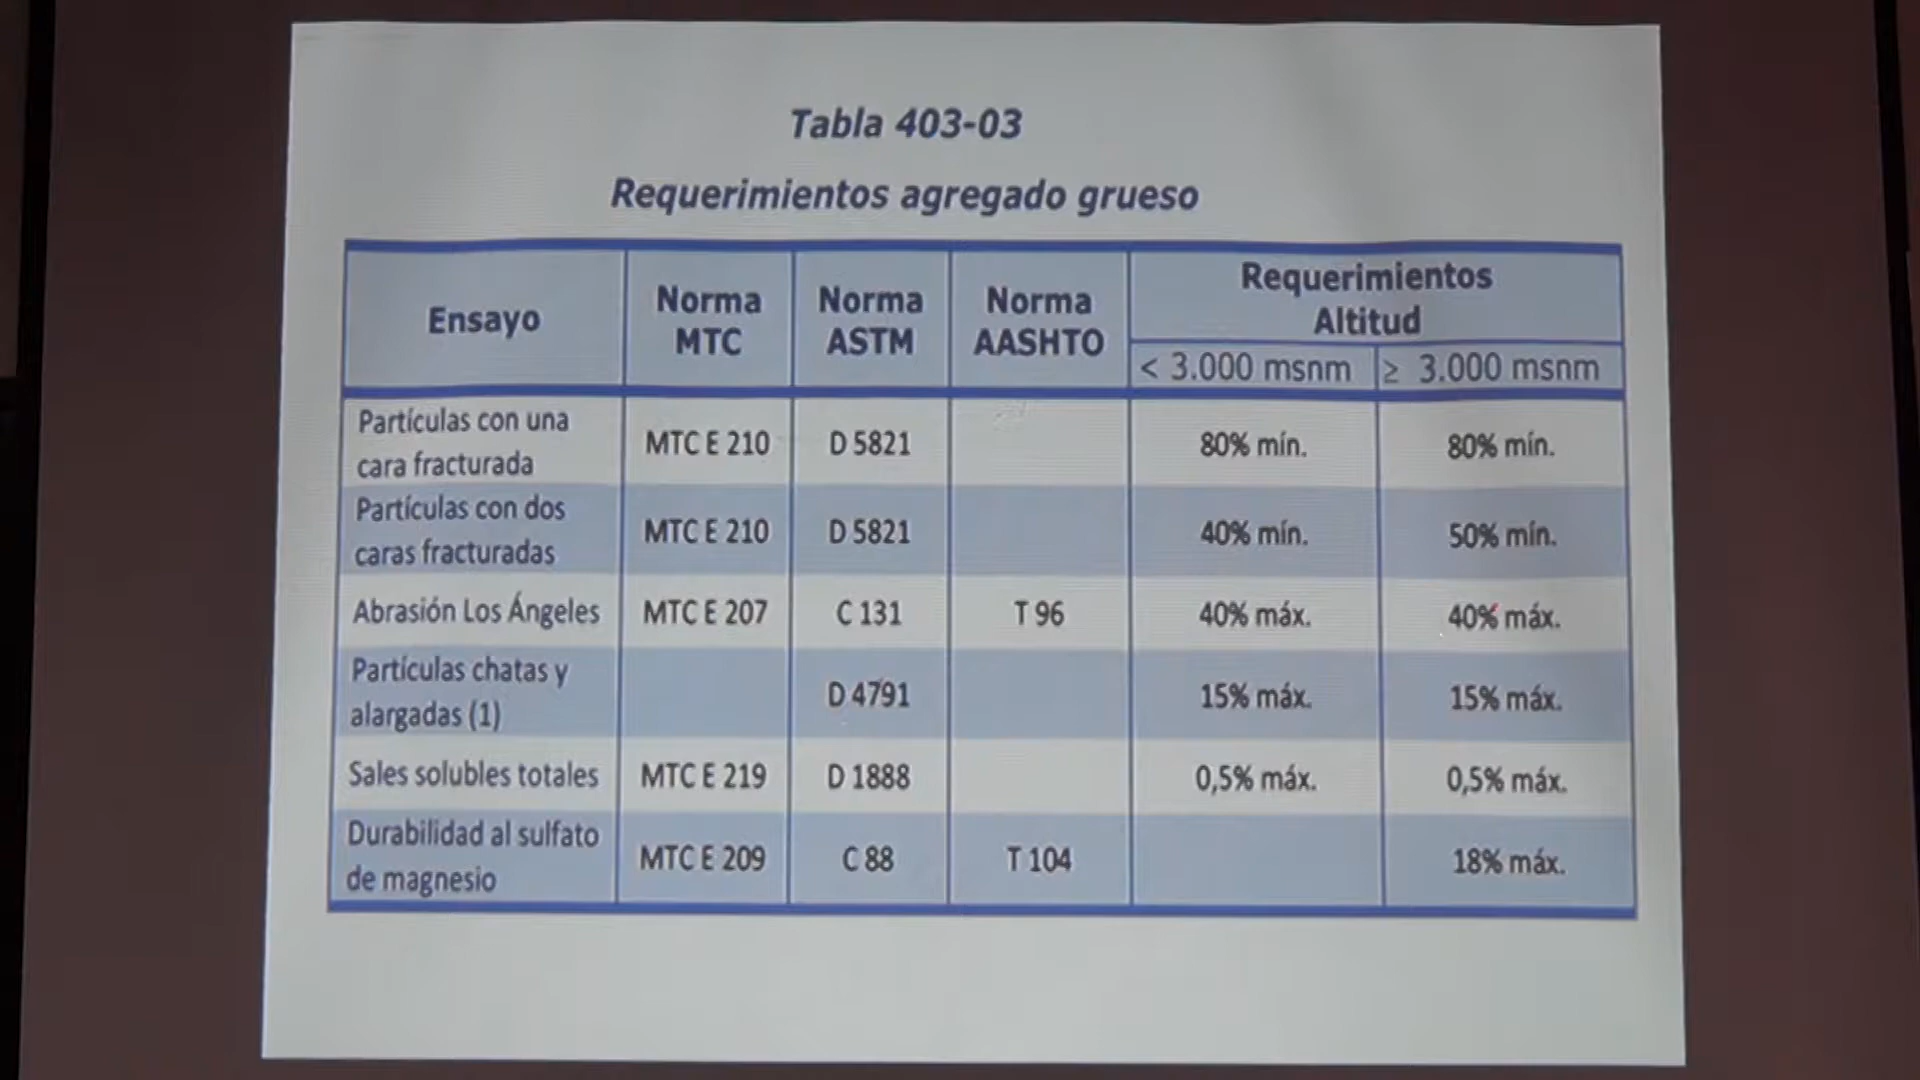 Tabla 403-03
Requerimientos agregado grueso
Ensayo
Norma
MTC
Norma
ASTM
Norma
AASHTO
Requerimientos
Altitud
< 3.000 msnm
≥ 3.000 msnm
Partículas con una
cara fracturada
MTC E 210
D 5821
80% mín.
80% mín.
Partículas con dos
caras fracturadas
MTC E 210
D 5821
40% mín.
50% mín.
Abrasión Los Ángeles
MTC E 207
C 131
T 96
40% máx.
40% máx.
Partículas chatas y
alargadas (1)
D 4791
15% máx.
15% máx.
Sales solubles totales
MTC E 219
D 1888
0,5% máx.
0,5% máx.
Durabilidad al sulfato
de magnesio
MTC E 209
C 88
T 104
18% máx.